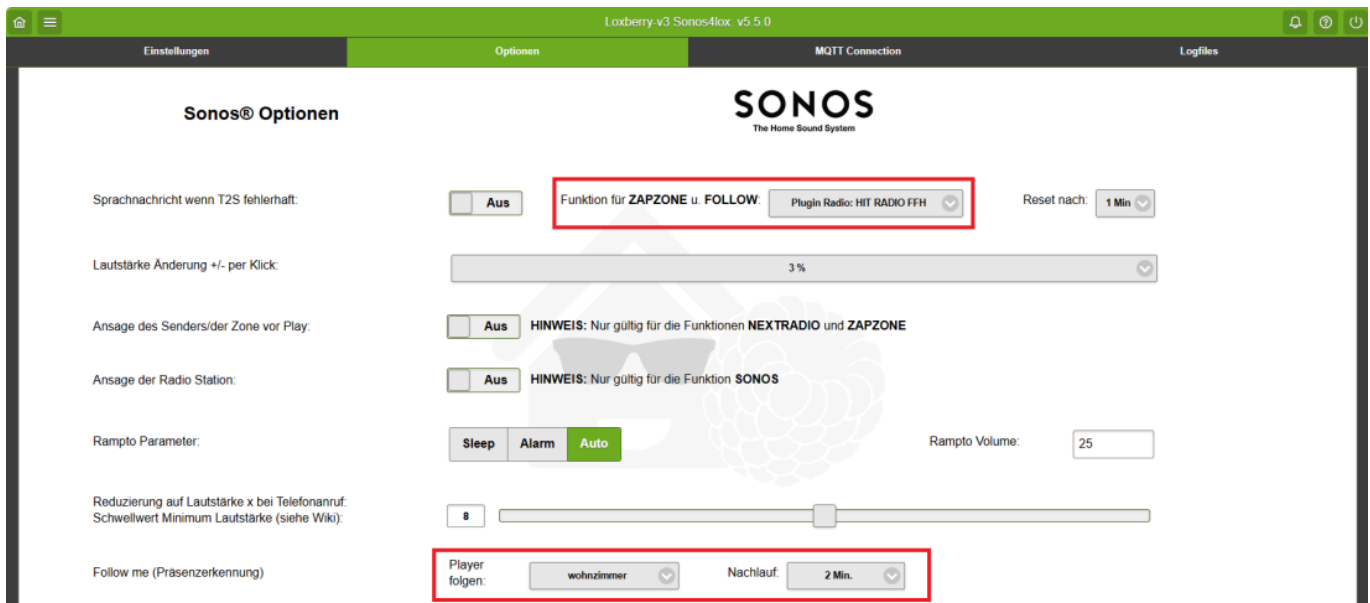 Loxberry-v3 Sonos4lox: v5.5.0
Einstellungen Optionen MQTT Connection Logfiles
Sonos® Optionen
SONOS
The Home Sound System
Sprachnachricht wenn T2S fehlerhaft: Aus Funktion für ZAPZONE u. FOLLOW: Plugin Radio: HIT RADIO FFH Reset nach: 1 Min
Lautstärke Änderung +/- per Klick: 3 %
Ansage des Senders/der Zone vor Play: Aus HINWEIS: Nur gültig für die Funktionen NEXTRADIO und ZAPZONE
Ansage der Radio Station: Aus HINWEIS: Nur gültig für die Funktion SONOS
Rampto Parameter: Sleep Alarm Auto Rampto Volume: 25
Reduzierung auf Lautstärke x bei Telefonanruf:
Schwellwert Minimum Lautstärke (siehe Wiki): 8
Follow me (Präsenzerkennung) Player folgen: wohnzimmer Nachlauf: 2 Min.